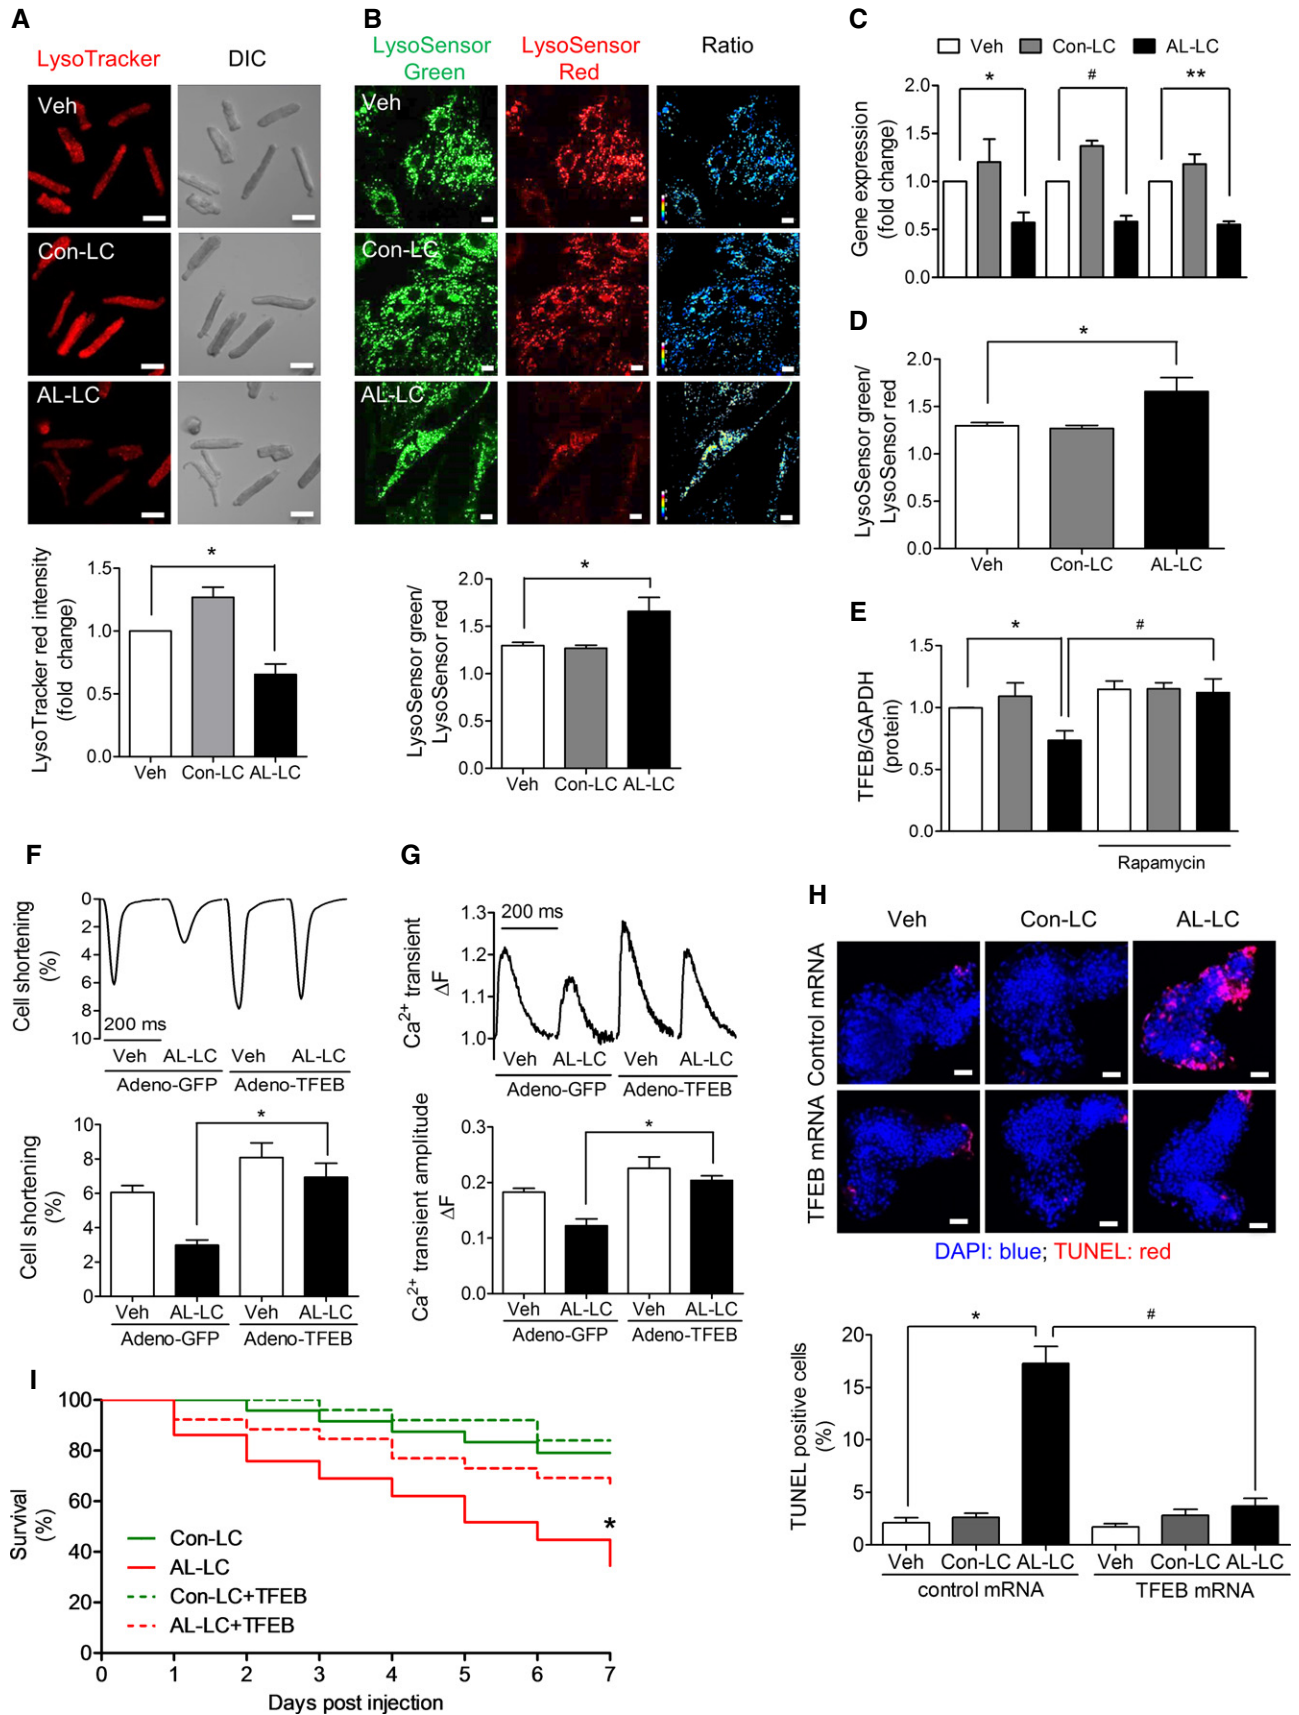 A
LysoTracker
DIC
Veh
Con-LC
AL-LC
LysoTracker red intensity
(fold change)
1.5
1.0
0.5
0.0
*
Veh Con-LC AL-LC
B
LysoSensor
Green
LysoSensor
Red
Ratio
Veh
Con-LC
AL-LC
LysoSensor green/
LysoSensor red
2.0
1.5
1.0
0.5
0.0
*
Veh Con-LC AL-LC
C
Veh Con-LC AL-LC
Gene expression
(fold change)
2.0
1.5
1.0
0.5
0.0
* # **
D
LysoSensor green/
LysoSensor red
2.0
1.5
1.0
0.5
0.0
*
Veh Con-LC AL-LC
E
TFEB/GAPDH
(protein)
1.5
1.0
0.5
0.0
* #
Rapamycin
F
Cell shortening
(%)
0
2
4
6
8
10
200 ms
Veh AL-LC Veh AL-LC
Adeno-GFP Adeno-TFEB
Cell shortening
(%)
10
8
6
4
2
0
*
Veh AL-LC Veh AL-LC
Adeno-GFP Adeno-TFEB
G
Ca2+ transient
ΔF
1.3
1.2
1.1
1.0
200 ms
Veh AL-LC Veh AL-LC
Adeno-GFP Adeno-TFEB
Ca2+ transient amplitude
ΔF
0.3
0.2
0.1
0.0
*
Veh AL-LC Veh AL-LC
Adeno-GFP Adeno-TFEB
H
Veh Con-LC AL-LC
Control mRNA
TFEB mRNA
DAPI: blue; TUNEL: red
TUNEL positive cells
(%)
20
15
10
5
0
* #
Veh Con-LC AL-LC Veh Con-LC AL-LC
control mRNA TFEB mRNA
I
Survival
(%)
100
80
60
40
20
0
Con-LC
AL-LC
Con-LC+TFEB
AL-LC+TFEB
*
0 1 2 3 4 5 6 7
Days post injection